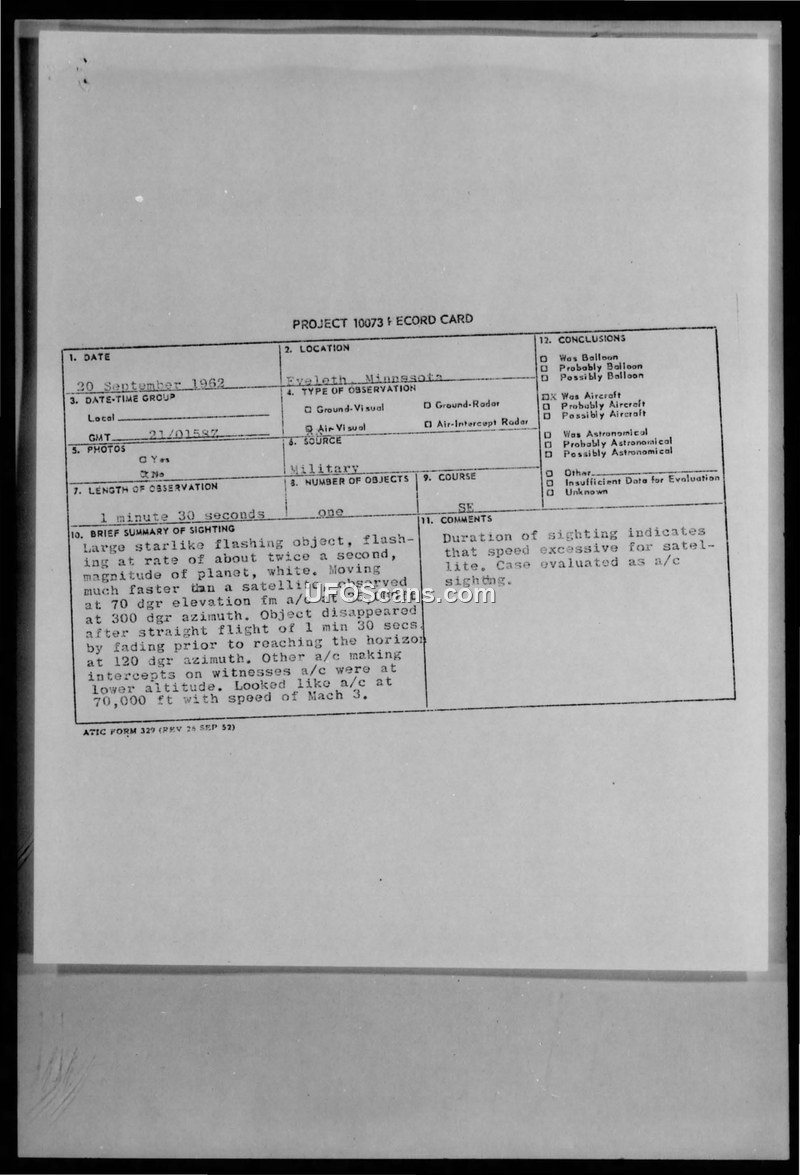 PROJECT 10073 RECORD CARD
1. DATE
20 September 1962
2. LOCATION
Eveleth Minnesota
3. DATE-TIME GROUP
Local
GMT 21/0158Z
4. TYPE OF OBSERVATION
Ground-Visual
Ground-Radar
Air-Visual
Air-Intercept Radar
5. PHOTOS
Yes
No
6. SOURCE
Military
7. LENGTH OF OBSERVATION
1 minute 30 seconds
8. NUMBER OF OBJECTS
one
9. COURSE
SE
12. CONCLUSIONS
Was Balloon
Probably Balloon
Possibly Balloon
X Was Aircraft
Probably Aircraft
Possibly Aircraft
Was Astronomical
Probably Astronomical
Possibly Astronomical
Other
Insufficient Data for Evaluation
Unknown
10. BRIEF SUMMARY OF SIGHTING
Large starlike flashing object, flash-
ing at rate of about twice a second,
magnitude of planet, white. Moving
much faster than a satellite observed
at 70 dgr elevation fm a/c at
at 300 dgr azimuth. Object disappeared
after straight flight of 1 min 30 secs.
by fading prior to reaching the horizon
at 120 dgr azimuth. Other a/c making
intercepts on witnesses a/c were at
lower altitude. Looked like a/c at
70,000 ft with speed of Mach 3.
11. COMMENTS
Duration of sighting indicates
that speed excessive for satel-
lite. Case evaluated as a/c
sighting.
ATIC FORM 329 (REV 26 SEP 52)
UFOScans.com